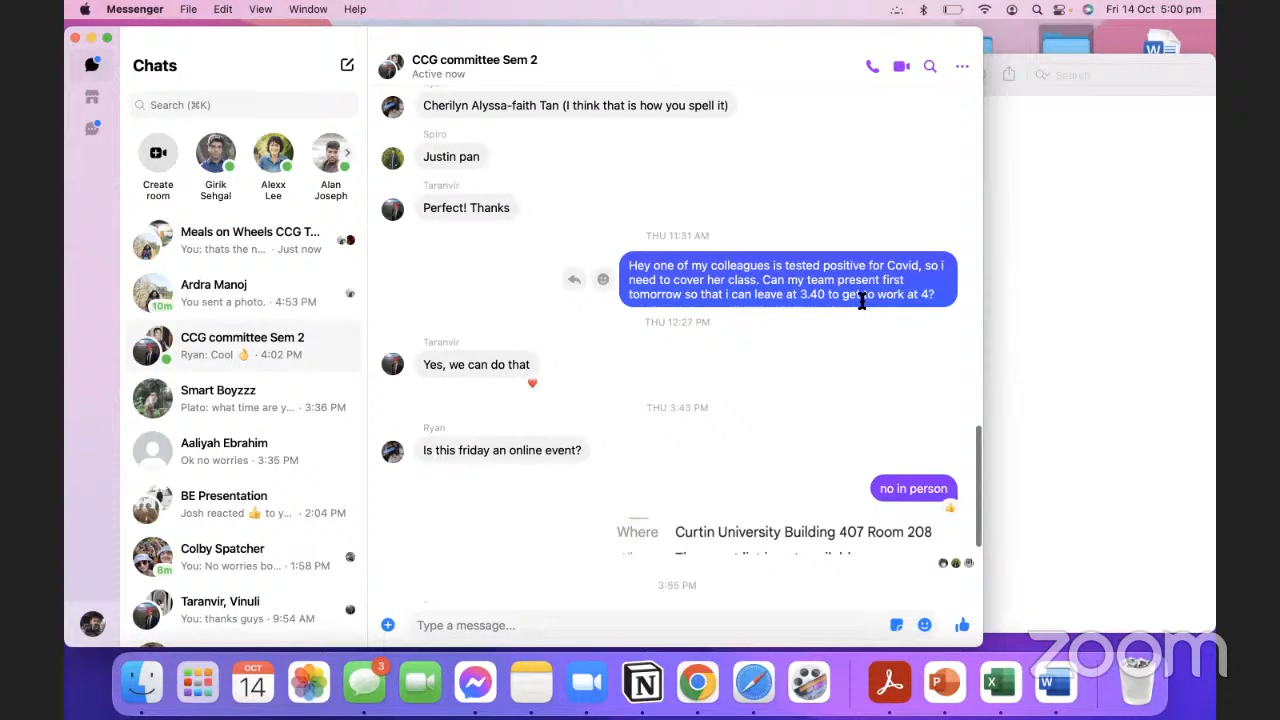 Messenger File Edit View Window Help Fri 14 Oct 5:00 pm
Chats
Search (⌘K)
Create room
Girik Sehgal
Alexx Lee
Alan Joseph
Meals on Wheels CCG T...
You: thats the n... · Just now
Ardra Manoj
You sent a photo. · 4:53 PM
10m
CCG committee Sem 2
Ryan: Cool 👌 · 4:02 PM
Smart Boyzzz
Plato: what time are y... · 3:36 PM
Aaliyah Ebrahim
Ok no worries · 3:35 PM
BE Presentation
Josh reacted 👍 to y... · 2:04 PM
Colby Spatcher
You: No worries bo... · 1:58 PM
8m
Taranvir, Vinuli
You: thanks guys · 9:54 AM
CCG committee Sem 2
Active now
Cherilyn Alyssa-faith Tan (I think that is how you spell it)
Spiro
Justin pan
Taranvir
Perfect! Thanks
THU 11:31 AM
Hey one of my colleagues is tested positive for Covid, so i
need to cover her class. Can my team present first
tomorrow so that i can leave at 3.40 to get to work at 4?
THU 12:27 PM
Taranvir
Yes, we can do that
THU 3:43 PM
Ryan
Is this friday an online event?
no in person
Where Curtin University Building 407 Room 208
3:55 PM
Type a message...
Search
W
OCT
14
3
N
P
X
W
zoom